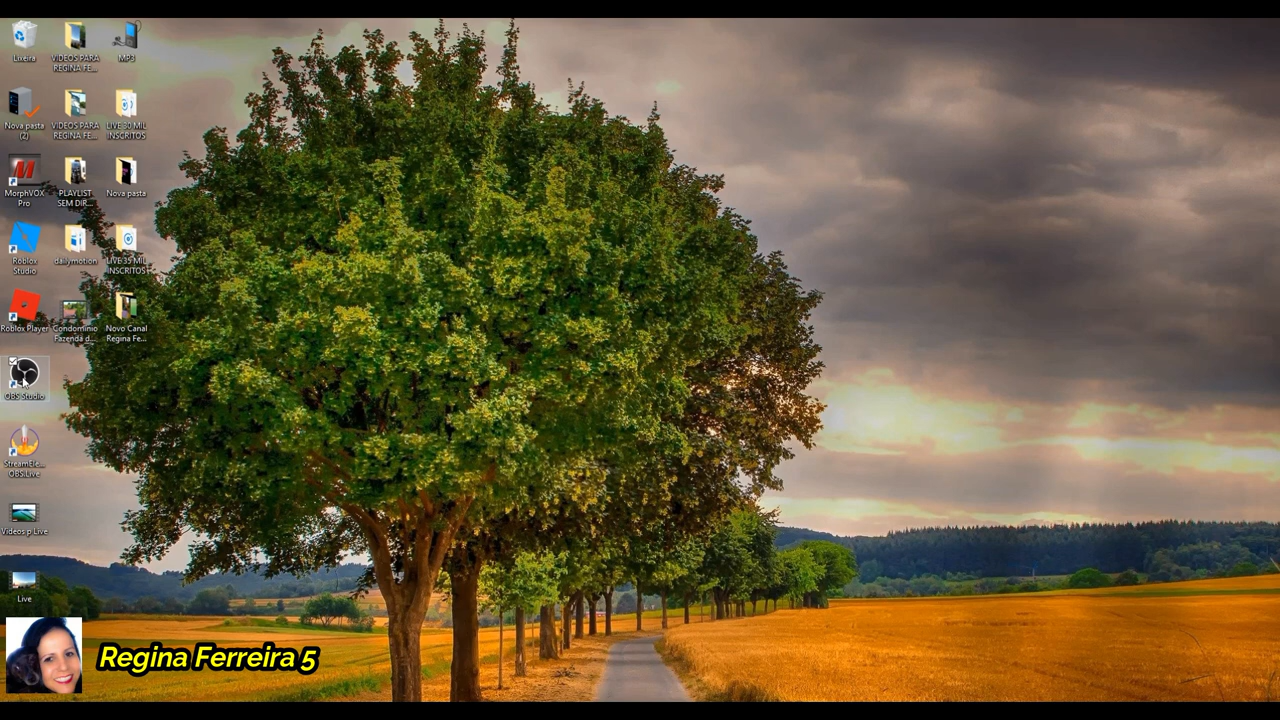 Lixeira
VIDEOS PARA
REGINA FE...
MP3
Nova pasta
(2)
VIDEOS PARA
REGINA FE...
LIVE 30 MIL
INSCRITOS
MorphVOX
Pro
PLAYLIST
SEM DIR...
Nova pasta
Roblox
Studio
dailymotion
LIVE 35 MIL
INSCRITOS
Roblox Player
Condominio
Fazenda d...
Novo Canal
Regina Fe...
OBS Studio
StreamEle...
OBS.Live
Videos p Live
Live
Regina Ferreira 5